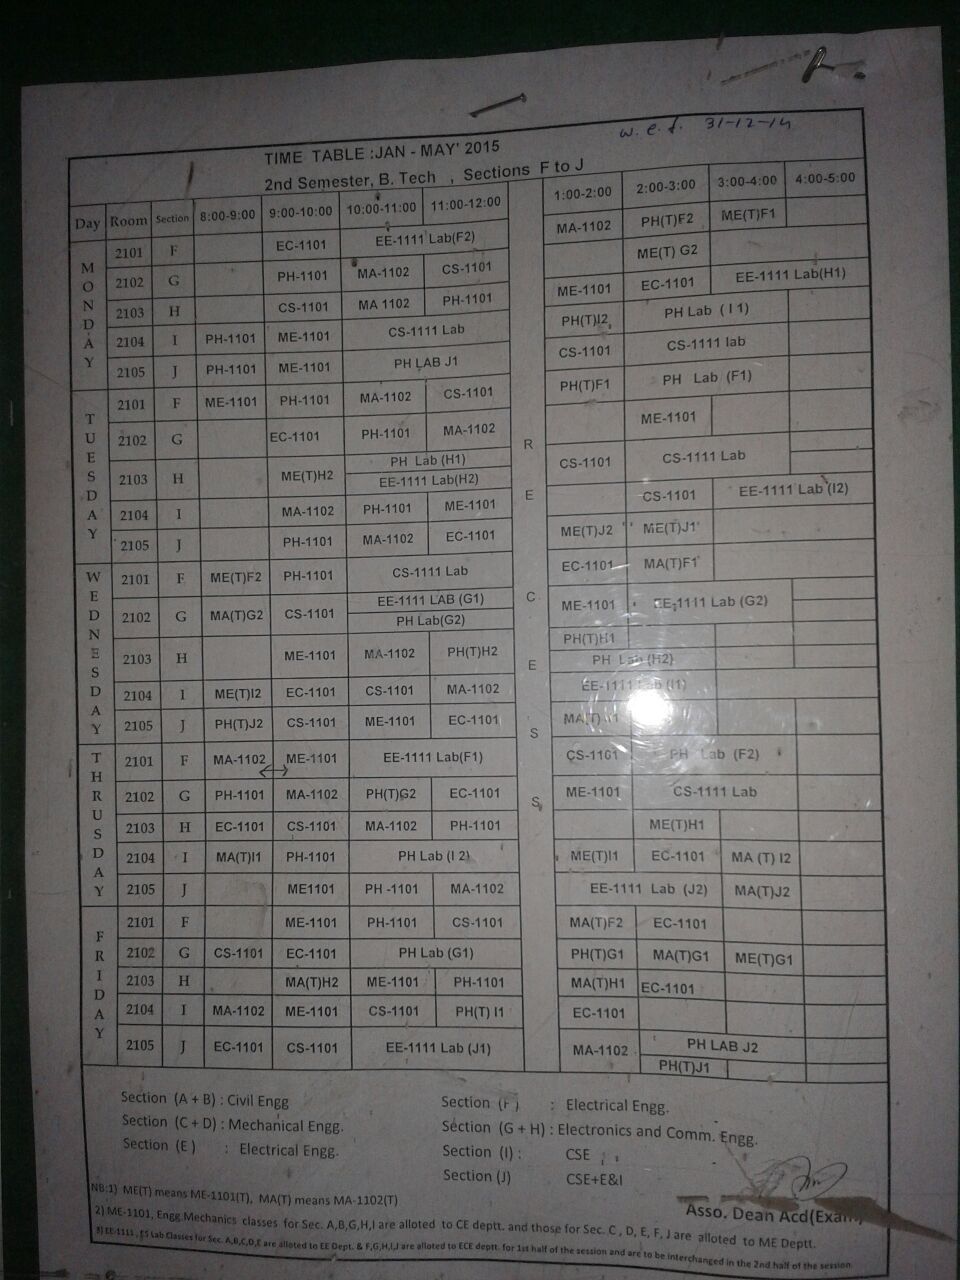 w.e.f. 31-12-14
TIME TABLE :JAN - MAY' 2015
2nd Semester, B. Tech , Sections F to J
Day Room Section 8:00-9:00 9:00-10:00 10:00-11:00 11:00-12:00 RECESS 1:00-2:00 2:00-3:00 3:00-4:00 4:00-5:00
MONDAY
2101 F EC-1101 EE-1111 Lab(F2) MA-1102 PH(T)F2 ME(T)F1
2102 G PH-1101 MA-1102 CS-1101 ME(T) G2
2103 H CS-1101 MA 1102 PH-1101 ME-1101 EC-1101 EE-1111 Lab(H1)
2104 I PH-1101 ME-1101 CS-1111 Lab PH(T)I2 PH Lab ( I 1)
2105 J PH-1101 ME-1101 PH LAB J1 CS-1101 CS-1111 lab
TUESDAY
2101 F ME-1101 PH-1101 MA-1102 CS-1101 PH(T)F1 PH Lab (F1)
2102 G EC-1101 PH-1101 MA-1102 ME-1101
2103 H ME(T)H2 PH Lab (H1) CS-1101 CS-1111 Lab
EE-1111 Lab(H2)
2104 I MA-1102 PH-1101 ME-1101 CS-1101 EE-1111 Lab (I2)
2105 J PH-1101 MA-1102 EC-1101 ME(T)J2 ME(T)J1
WEDNESDAY
2101 F ME(T)F2 PH-1101 CS-1111 Lab EC-1101 MA(T)F1
2102 G MA(T)G2 CS-1101 EE-1111 LAB (G1) ME-1101 EE-1111 Lab (G2)
PH Lab(G2)
2103 H ME-1101 MA-1102 PH(T)H2 PH(T)H1
PH Lab (H2)
2104 I ME(T)I2 EC-1101 CS-1101 MA-1102 EE-1111 Lab (I1)
2105 J PH(T)J2 CS-1101 ME-1101 EC-1101 MA(T)
THRUSDAY
2101 F MA-1102 ME-1101 EE-1111 Lab(F1) CS-1101 PH Lab (F2)
2102 G PH-1101 MA-1102 PH(T)G2 EC-1101 ME-1101 CS-1111 Lab
2103 H EC-1101 CS-1101 MA-1102 PH-1101 ME(T)H1
2104 I MA(T)I1 PH-1101 PH Lab (I 2) ME(T)I1 EC-1101 MA (T) I2
2105 J ME1101 PH -1101 MA-1102 EE-1111 Lab (J2) MA(T)J2
FRIDAY
2101 F ME-1101 PH-1101 CS-1101 MA(T)F2 EC-1101
2102 G CS-1101 EC-1101 PH Lab (G1) PH(T)G1 MA(T)G1 ME(T)G1
2103 H MA(T)H2 ME-1101 PH-1101 MA(T)H1 EC-1101
2104 I MA-1102 ME-1101 CS-1101 PH(T) I1 EC-1101
2105 J EC-1101 CS-1101 EE-1111 Lab (J1) MA-1102 PH LAB J2
PH(T)J1
Section (A + B) : Civil Engg Section (F ) : Electrical Engg.
Section (C + D) : Mechanical Engg. Section (G + H) : Electronics and Comm. Engg.
Section (E ) : Electrical Engg. Section (I) : CSE
Section (J) CSE+E&I
Asso. Dean Acd(Exam)
NB:1) ME(T) means ME-1101(T), MA(T) means MA-1102(T)
2) ME-1101, Engg.Mechanics classes for Sec. A,B,G,H,I are alloted to CE deptt. and those for Sec. C , D, E, F, J are alloted to ME Deptt.
3) EE-1111 , ES Lab Classes for Sec. A,B,C,D,E are alloted to EE Dept. & F,G,H,I,J are alloted to ECE deptt. for 1st half of the session and are to be interchanged in the 2nd half of the session.